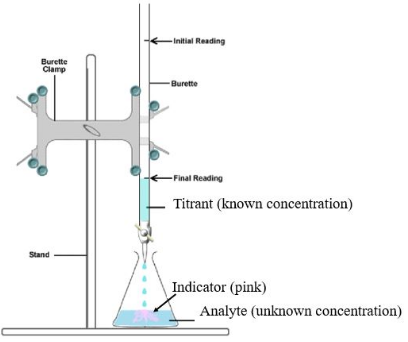 Initial Reading
Burette
Clamp
Burette
Final Reading
Titrant (known concentration)
Stand
Indicator (pink)
Analyte (unknown concentration)